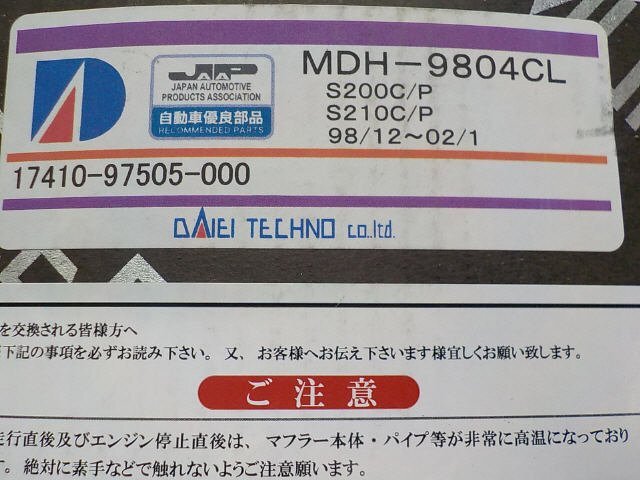 JAPA
JAPAN AUTOMOTIVE
PRODUCTS ASSOCIATION
自動車優良部品
RECOMMENDED PARTS
MDH-9804CL
S200C/P
S210C/P
98/12~02/1
17410-97505-000
DAIEI TECHNO co.,ltd.
を交換される皆様方へ
下記の事項を必ずお読み下さい。又、お客様へお伝え下さいます様宜しくお願い致します。
ご注意
走行直後及びエンジン停止直後は、マフラー本体・パイプ等が非常に高温になっており
す。絶対に素手などで触れないようご注意願います。